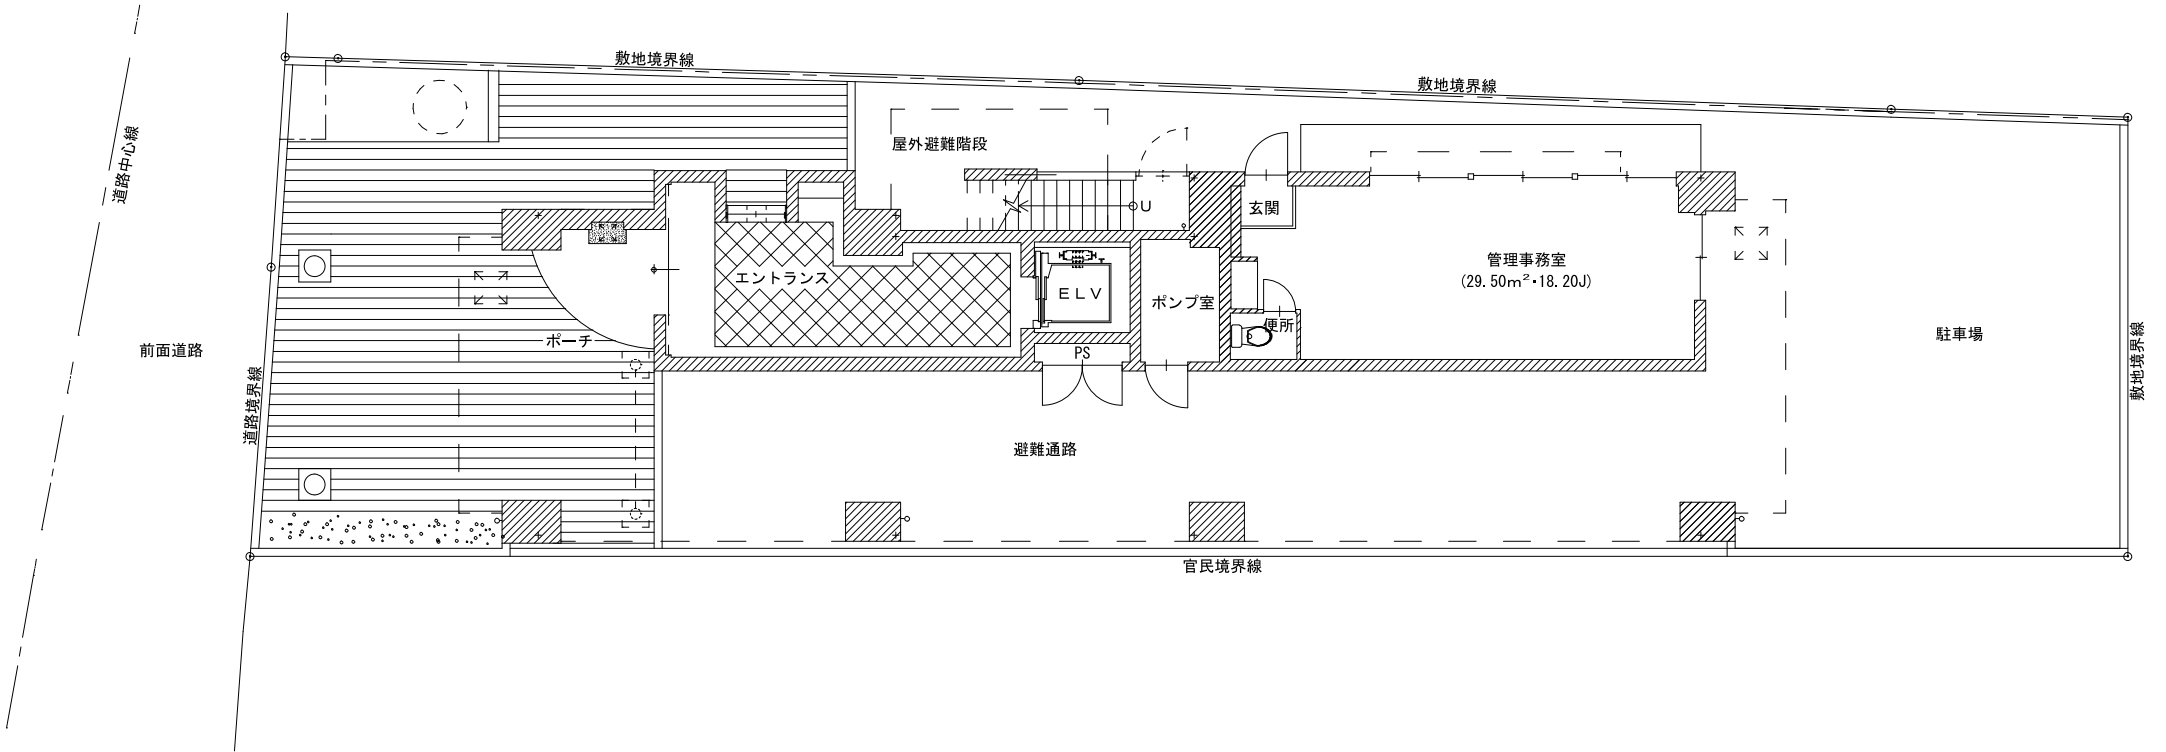 敷地境界線
敷地境界線
道路中心線
屋外避難階段
U
玄関
管理事務室
(29.50m²・18.20J)
エントランス
ELV
ポンプ室
便所
駐車場
前面道路
ポーチ
PS
敷地境界線
道路境界線
避難通路
官民境界線